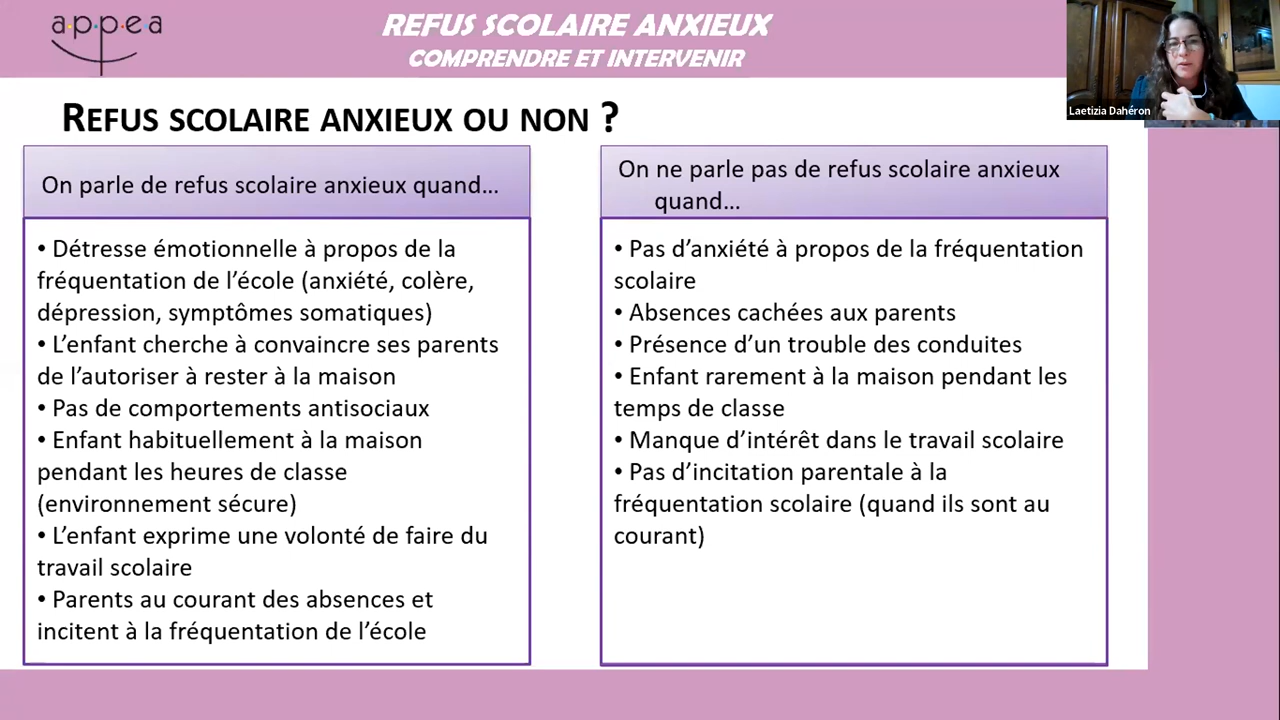 a·p·p·e·a
REFUS SCOLAIRE ANXIEUX
COMPRENDRE ET INTERVENIR
Laetizia Dahéron
REFUS SCOLAIRE ANXIEUX OU NON ?
On parle de refus scolaire anxieux quand…
• Détresse émotionnelle à propos de la
fréquentation de l’école (anxiété, colère,
dépression, symptômes somatiques)
• L’enfant cherche à convaincre ses parents
de l’autoriser à rester à la maison
• Pas de comportements antisociaux
• Enfant habituellement à la maison
pendant les heures de classe
(environnement sécure)
• L’enfant exprime une volonté de faire du
travail scolaire
• Parents au courant des absences et
incitent à la fréquentation de l’école
On ne parle pas de refus scolaire anxieux
quand…
• Pas d’anxiété à propos de la fréquentation
scolaire
• Absences cachées aux parents
• Présence d’un trouble des conduites
• Enfant rarement à la maison pendant les
temps de classe
• Manque d’intérêt dans le travail scolaire
• Pas d’incitation parentale à la
fréquentation scolaire (quand ils sont au
courant)